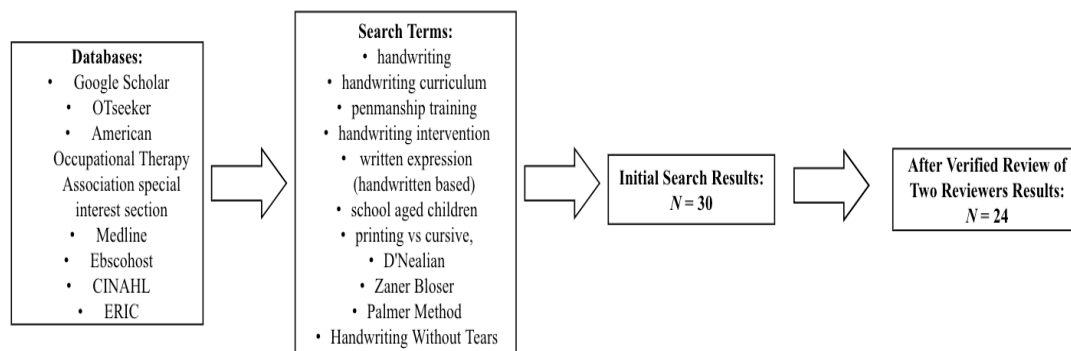 Databases:
• Google Scholar
• OTseeker
• American
Occupational Therapy
Association special
interest section
• Medline
• Ebscohost
• CINAHL
• ERIC
Search Terms:
• handwriting
• handwriting curriculum
• penmanship training
• handwriting intervention
• written expression
(handwritten based)
• school aged children
• printing vs cursive,
• D'Nealian
• Zaner Bloser
• Palmer Method
• Handwriting Without Tears
Initial Search Results:
N = 30
After Verified Review of
Two Reviewers Results:
N = 24